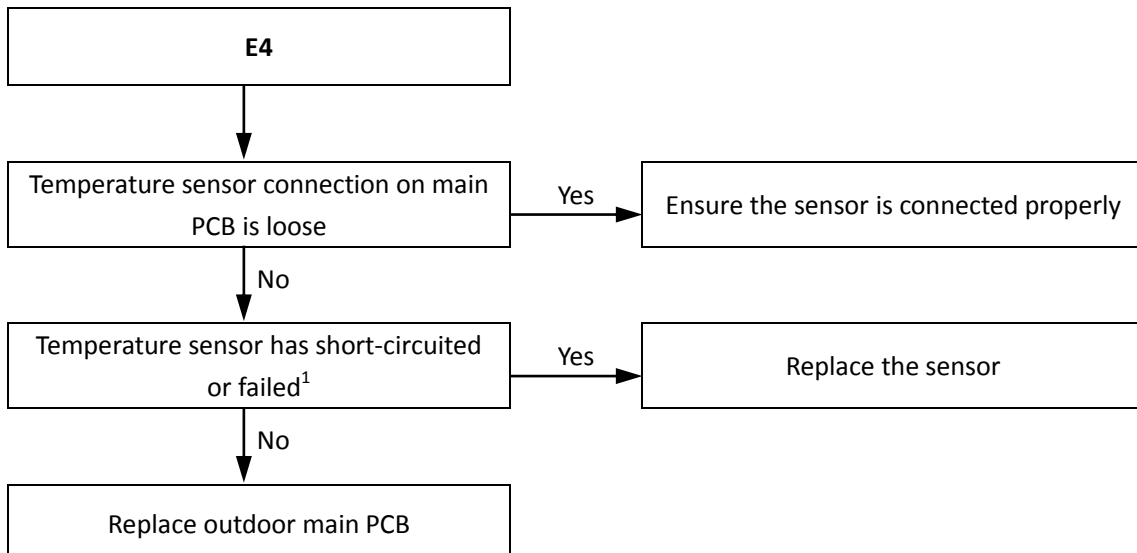 E4
Temperature sensor connection on main
PCB is loose
Yes
Ensure the sensor is connected properly
No
Temperature sensor has short-circuited
or failed1
Yes
Replace the sensor
No
Replace outdoor main PCB